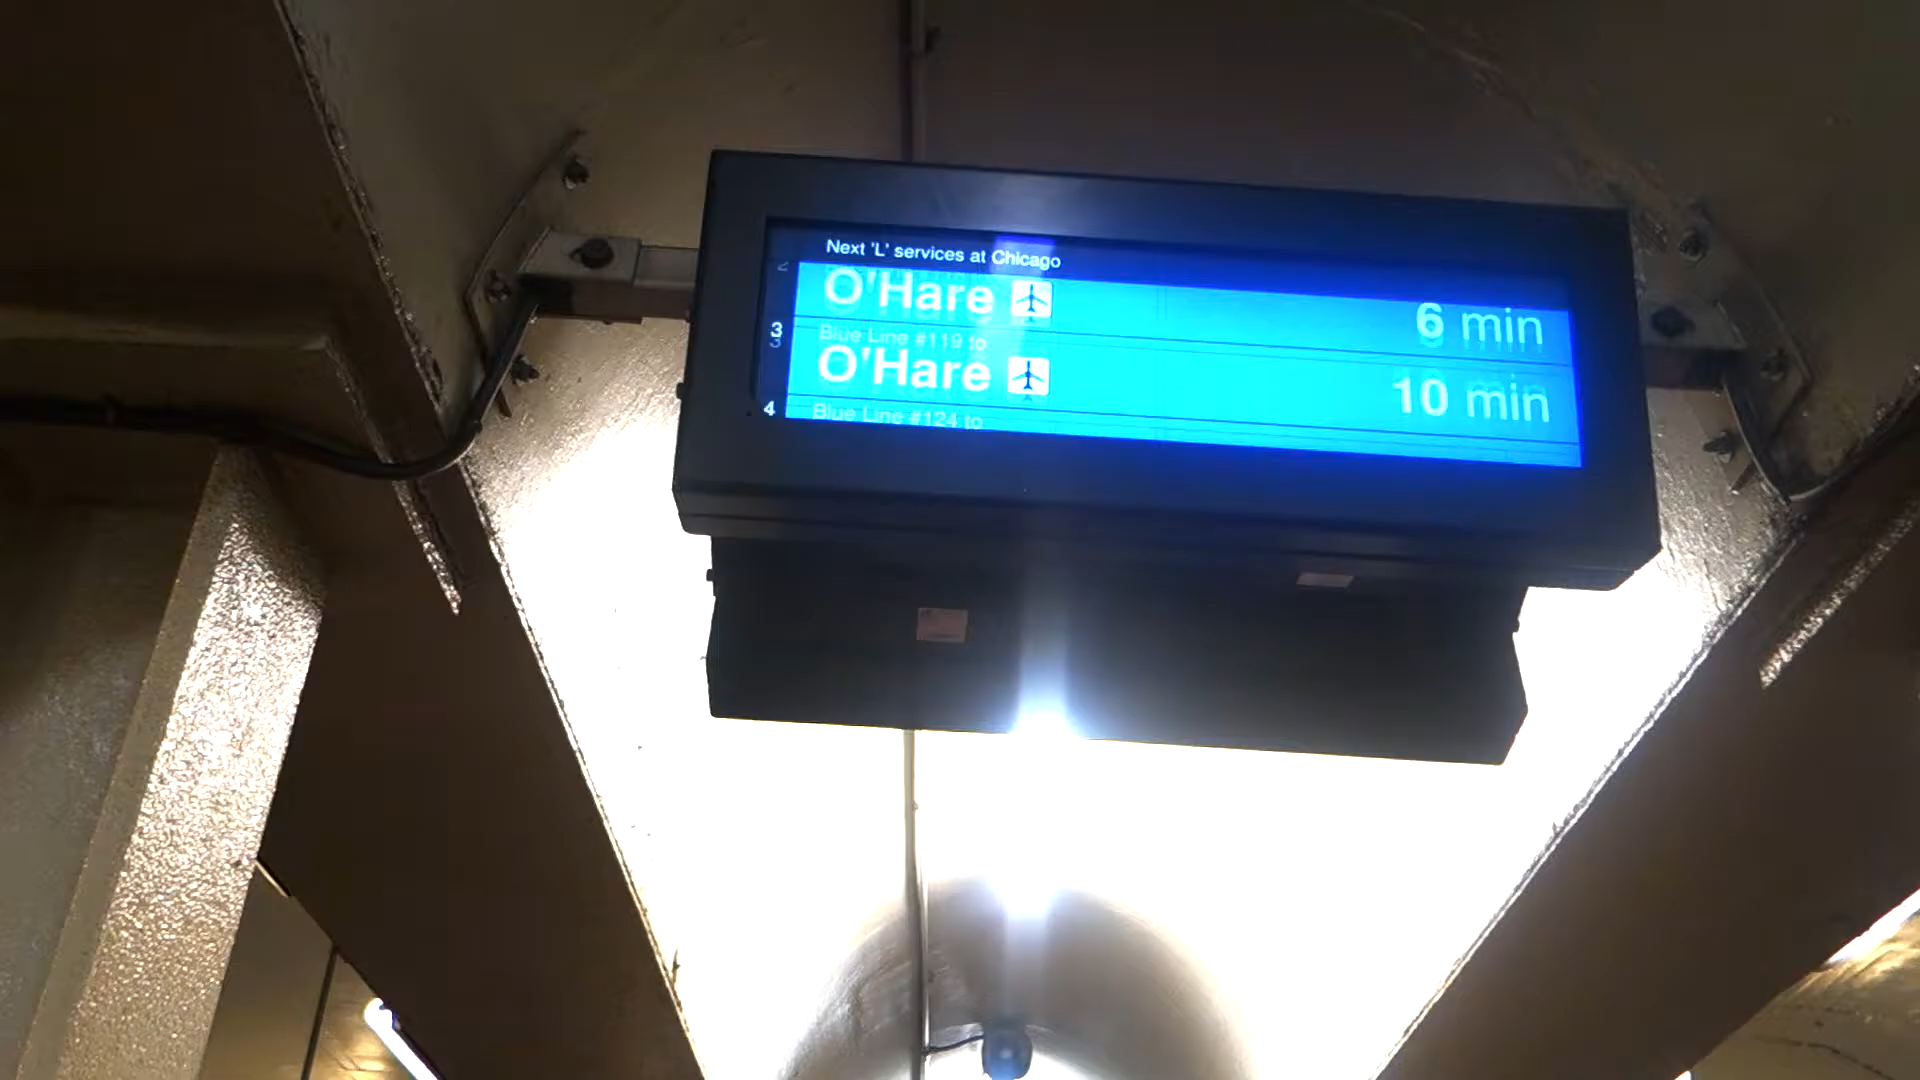 Next 'L' services at Chicago
2
O'Hare
6 min
3
Blue Line #119 to
O'Hare
10 min
4
Blue Line #124 to